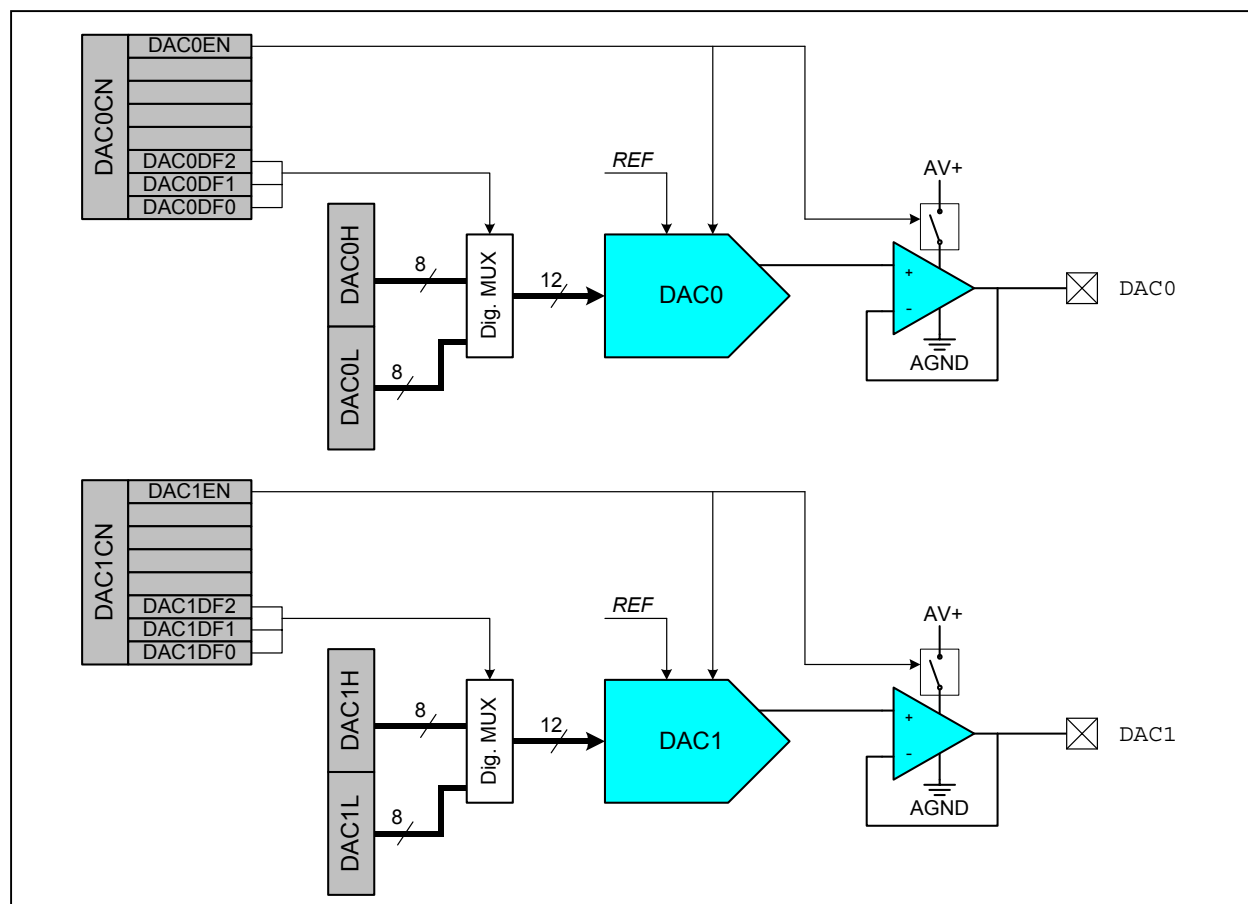 DAC0CN
DAC0EN
DAC0DF2
DAC0DF1
DAC0DF0
REF
AV+
DAC0H
8
Dig. MUX
12
DAC0
+
-
DAC0
DAC0L
8
AGND
DAC1CN
DAC1EN
DAC1DF2
DAC1DF1
DAC1DF0
REF
AV+
DAC1H
8
Dig. MUX
12
DAC1
+
-
DAC1
DAC1L
8
AGND